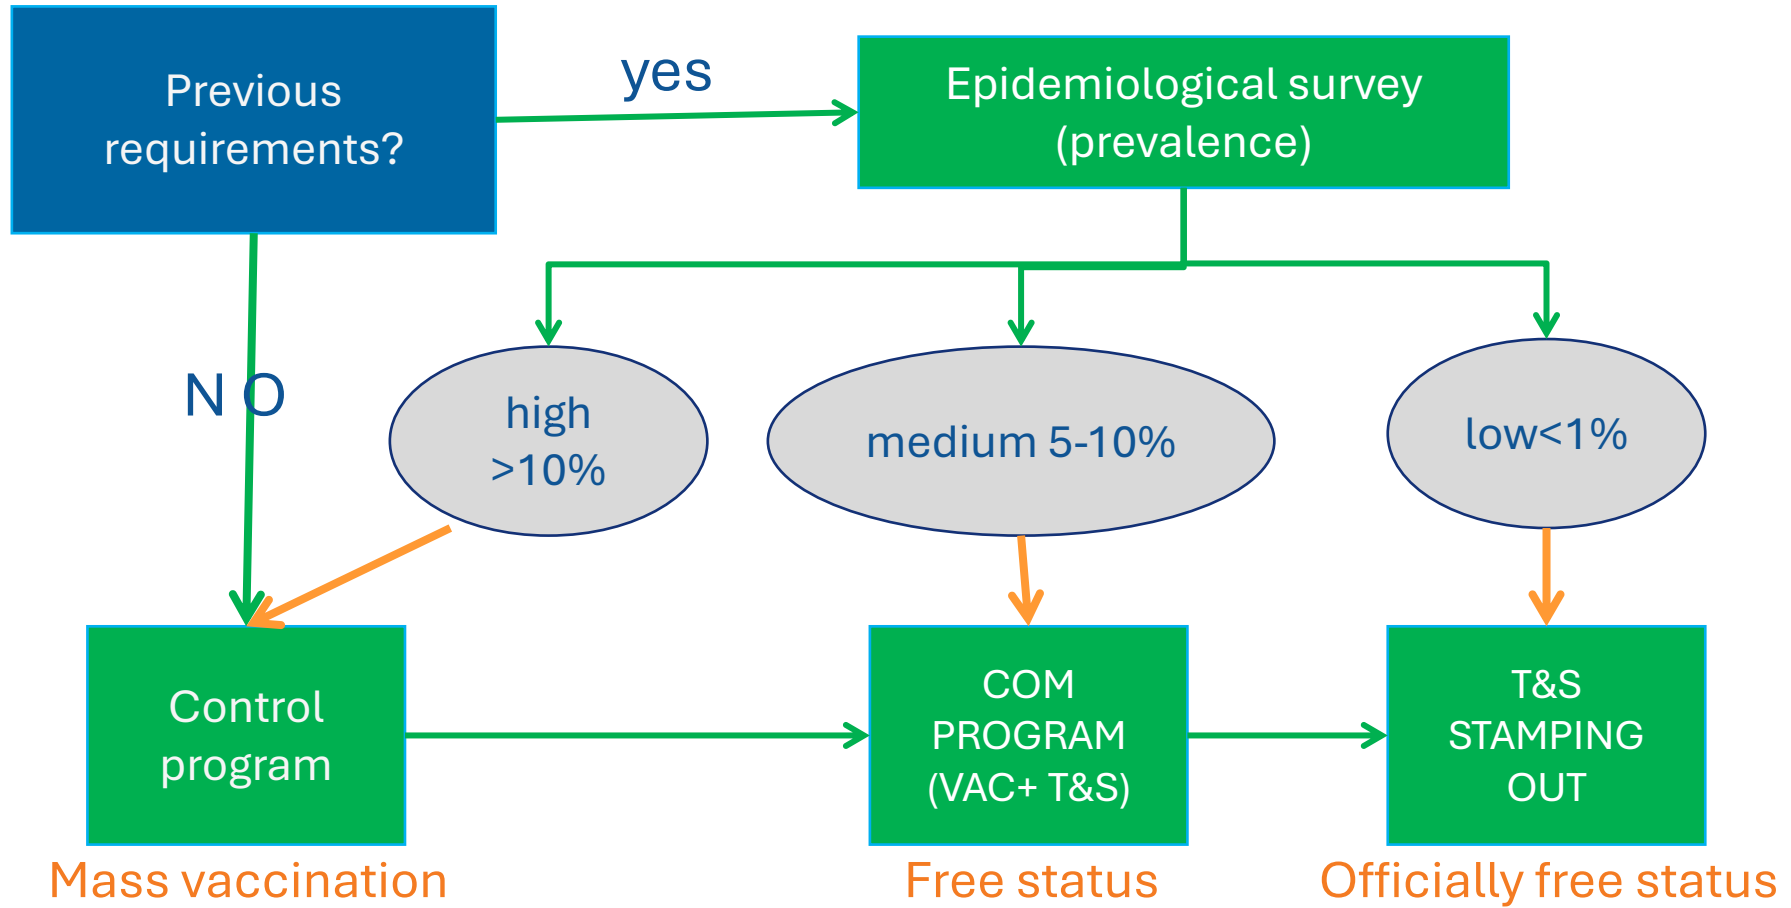 Previous
requirements?
yes
Epidemiological survey
(prevalence)
N O
high
>10%
medium 5-10%
low<1%
Control
program
COM
PROGRAM
(VAC+ T&S)
T&S
STAMPING
OUT
Mass vaccination
Free status
Officially free status